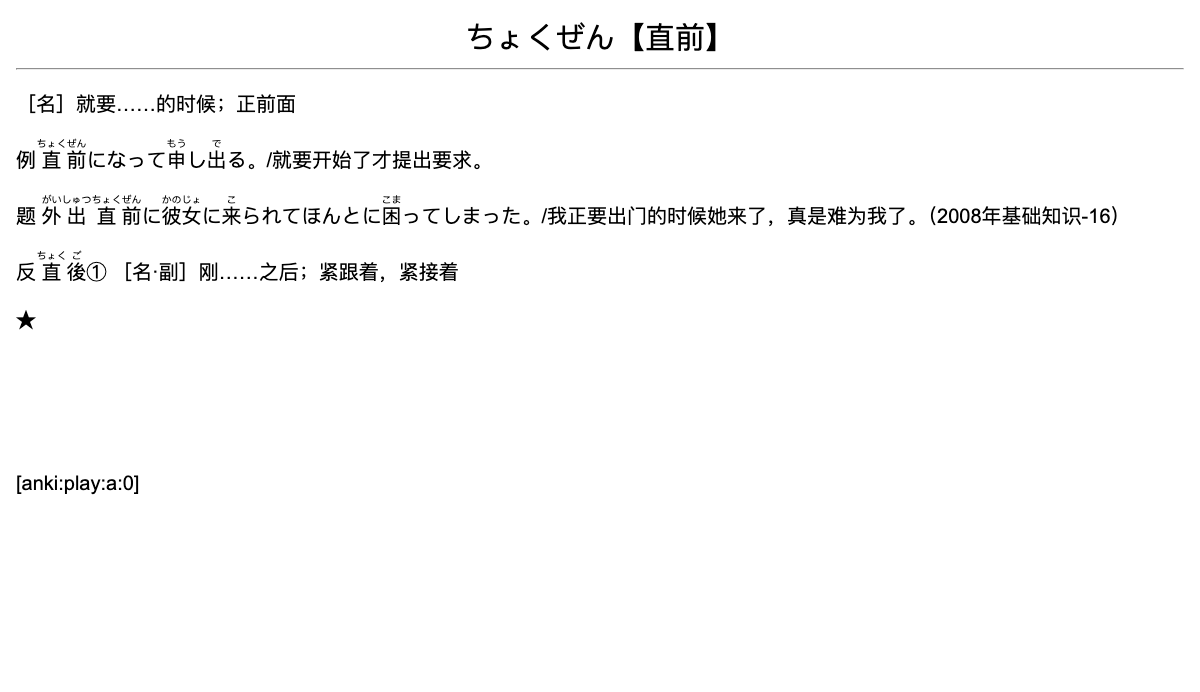 ちょくぜん【直前】
［名］就要……的时候；正前面
ちょくぜん もう で
例 直前になって申し出る。/就要开始了才提出要求。
がいしゅつちょくぜん かのじょ こ こま
题 外出直前に彼女に来られてほんとに困ってしまった。/我正要出门的时候她来了，真是难为我了。（2008年基础知识-16）
ちょく ご
反 直後① ［名·副］刚……之后；紧跟着，紧接着
★
[anki:play:a:0]